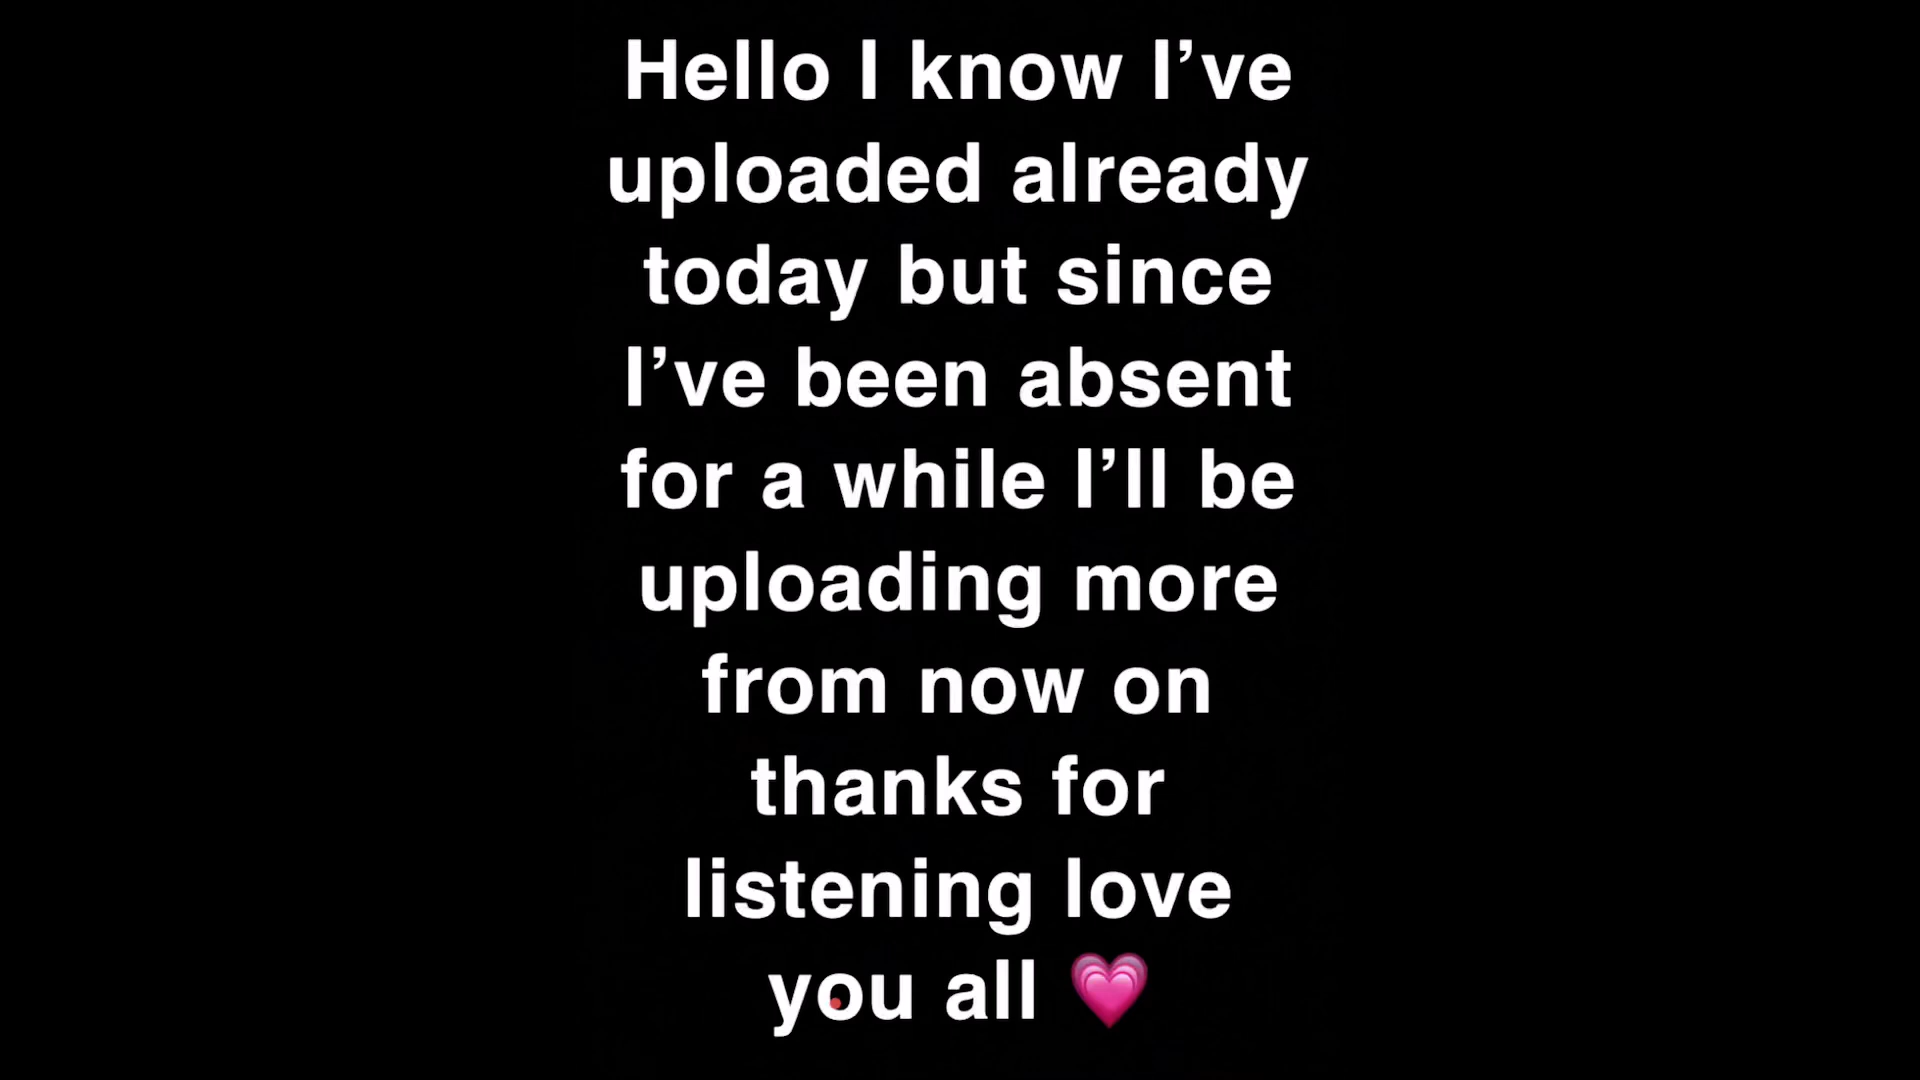 Hello I know I’ve
uploaded already
today but since
I’ve been absent
for a while I’ll be
uploading more
from now on
thanks for
listening love
you all 💗